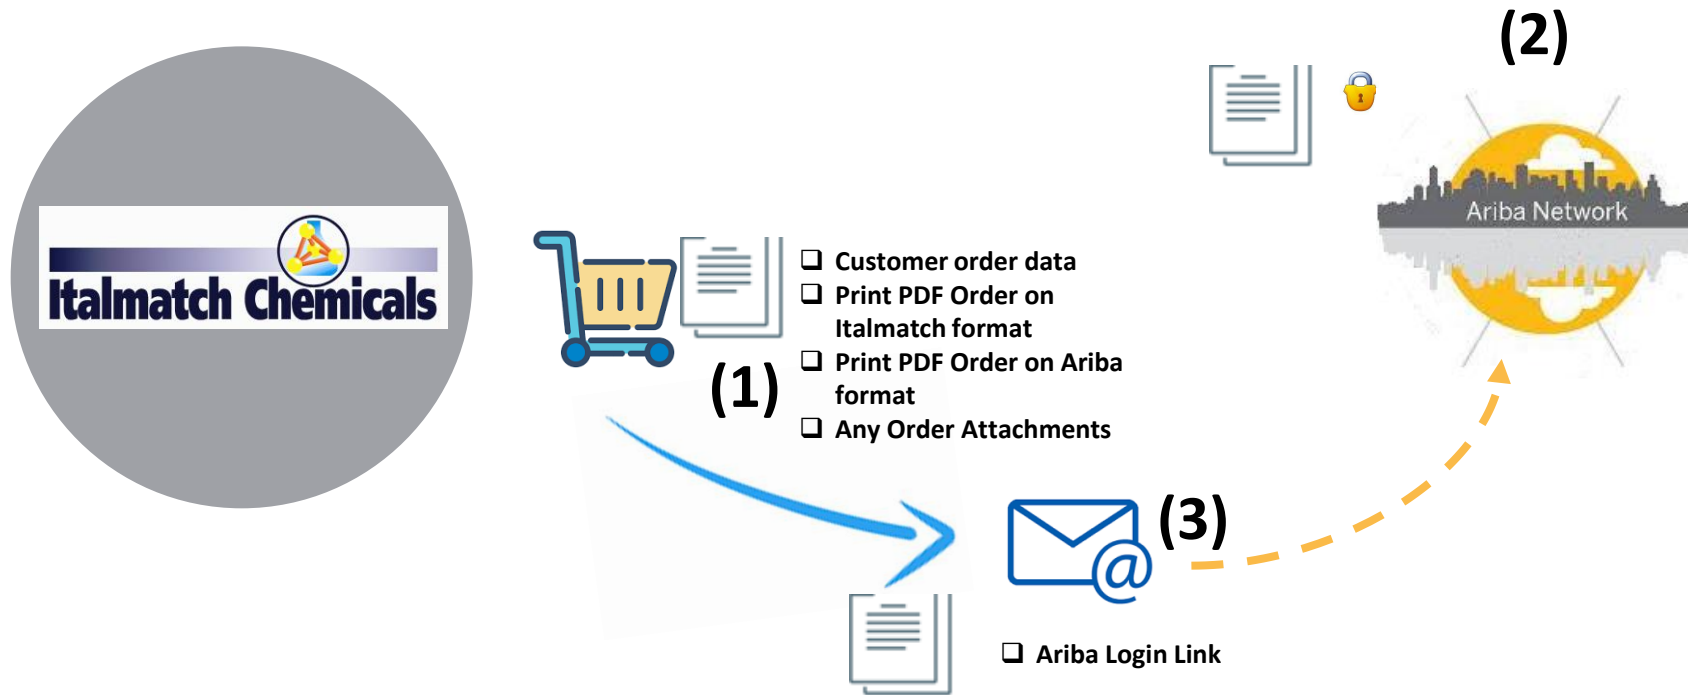 Italmatch Chemicals
(1)
❑ Customer order data
❑ Print PDF Order on
Italmatch format
❑ Print PDF Order on Ariba
format
❑ Any Order Attachments
(2)
Ariba Network
(3)
@
❑ Ariba Login Link